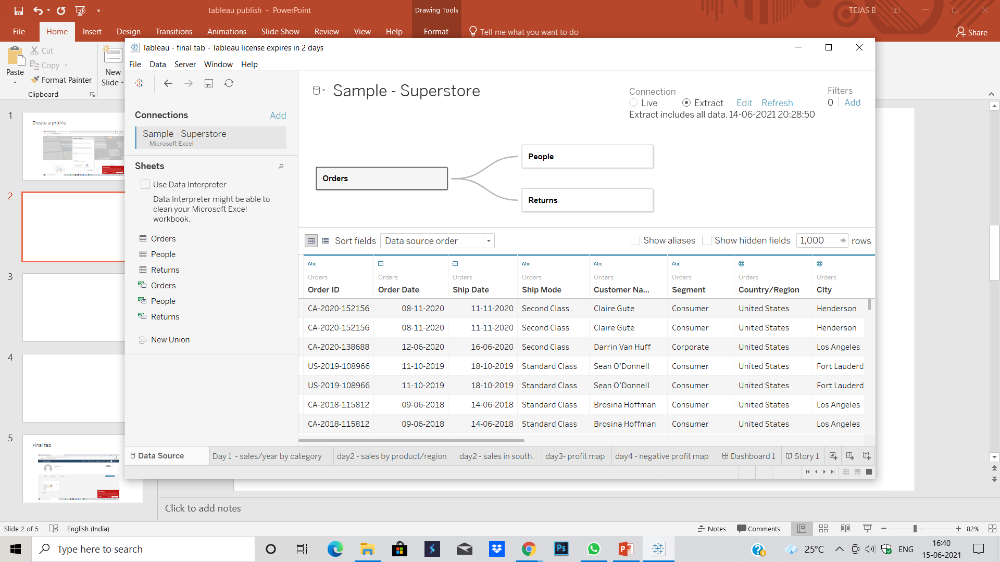 tableau publish - PowerPoint
Drawing Tools
TEJAS B
File Home Insert Design Transitions Animations Slide Show Review View Help Format Tell me what you want to do Share
Paste
Cut
Copy
Format Painter
Clipboard
New
Slide
1
Create a profile .
2
3
4
5
Final tab.
Tableau - final tab - Tableau license expires in 2 days
File Data Server Window Help
Connections Add
Sample - Superstore
Microsoft Excel
Sheets
Use Data Interpreter
Data Interpreter might be able to
clean your Microsoft Excel
workbook.
Orders
People
Returns
Orders
People
Returns
New Union
Sample - Superstore
Connection
Live Extract Edit Refresh
Extract includes all data. 14-06-2021 20:28:50
Filters
0 Add
Orders
People
Returns
Sort fields Data source order Show aliases Show hidden fields 1,000 rows
Abc Abc Abc Abc
Orders Orders Orders Orders Orders Orders Orders Orders
Order ID Order Date Ship Date Ship Mode Customer Na... Segment Country/Region City
CA-2020-152156 08-11-2020 11-11-2020 Second Class Claire Gute Consumer United States Henderson
CA-2020-152156 08-11-2020 11-11-2020 Second Class Claire Gute Consumer United States Henderson
CA-2020-138688 12-06-2020 16-06-2020 Second Class Darrin Van Huff Corporate United States Los Angeles
US-2019-108966 11-10-2019 18-10-2019 Standard Class Sean O'Donnell Consumer United States Fort Lauderd
US-2019-108966 11-10-2019 18-10-2019 Standard Class Sean O'Donnell Consumer United States Fort Lauderd
CA-2018-115812 09-06-2018 14-06-2018 Standard Class Brosina Hoffman Consumer United States Los Angeles
CA-2018-115812 09-06-2018 14-06-2018 Standard Class Brosina Hoffman Consumer United States Los Angeles
Data Source Day 1 - sales/year by category day2 - sales by product/region day2 - sales in south. day3- profit map day4 - negative profit map Dashboard 1 Story 1
Click to add notes
Slide 2 of 5 English (India) Notes Comments 82%
Type here to search
25°C ENG
16:40
15-06-2021